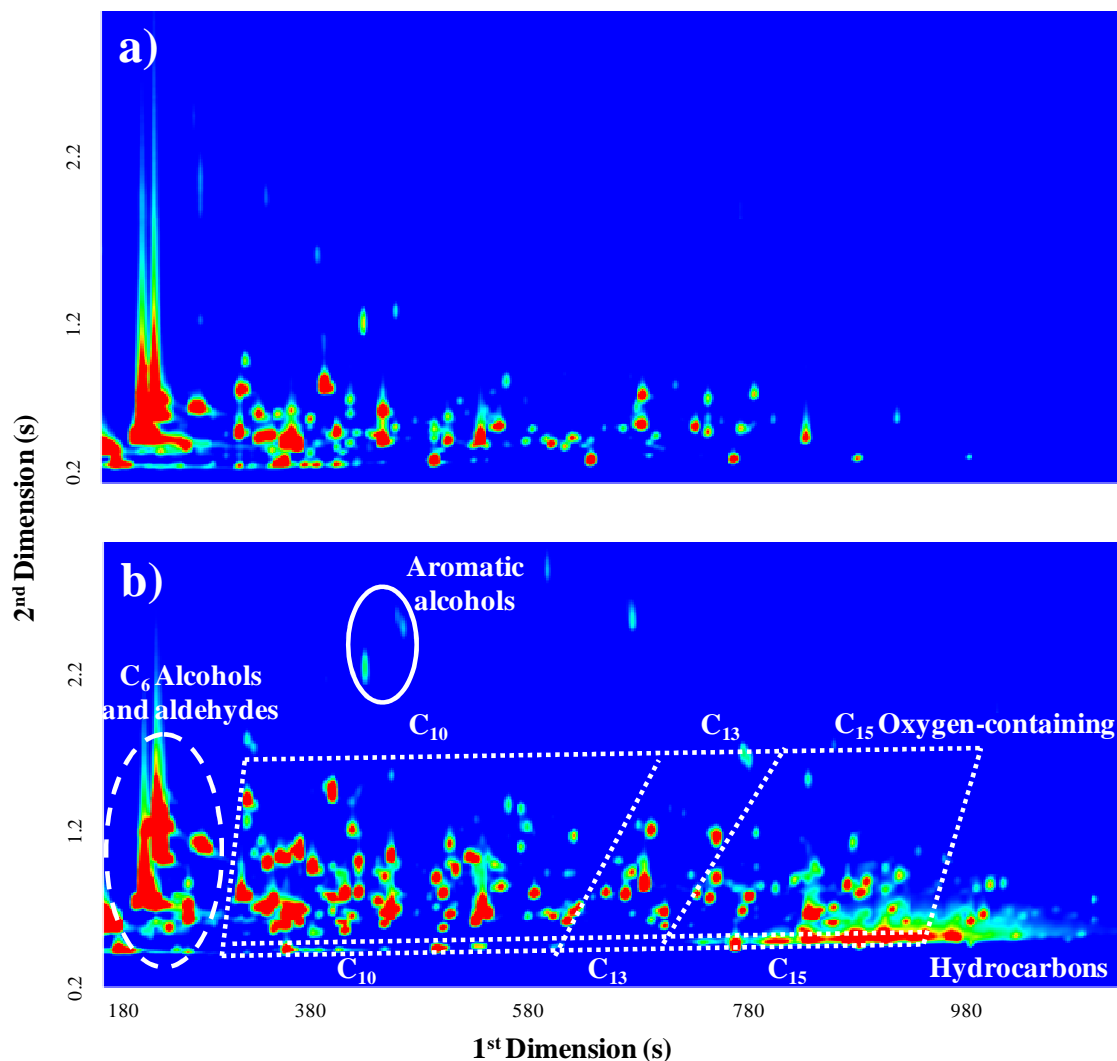 a)
2.2
1.2
0.2
2nd Dimension (s)
b)
Aromatic
alcohols
C6 Alcohols
and aldehydes
C10
C13
C15 Oxygen-containing
2.2
1.2
0.2
C10
C13
C15
Hydrocarbons
180
380
580
780
980
1st Dimension (s)